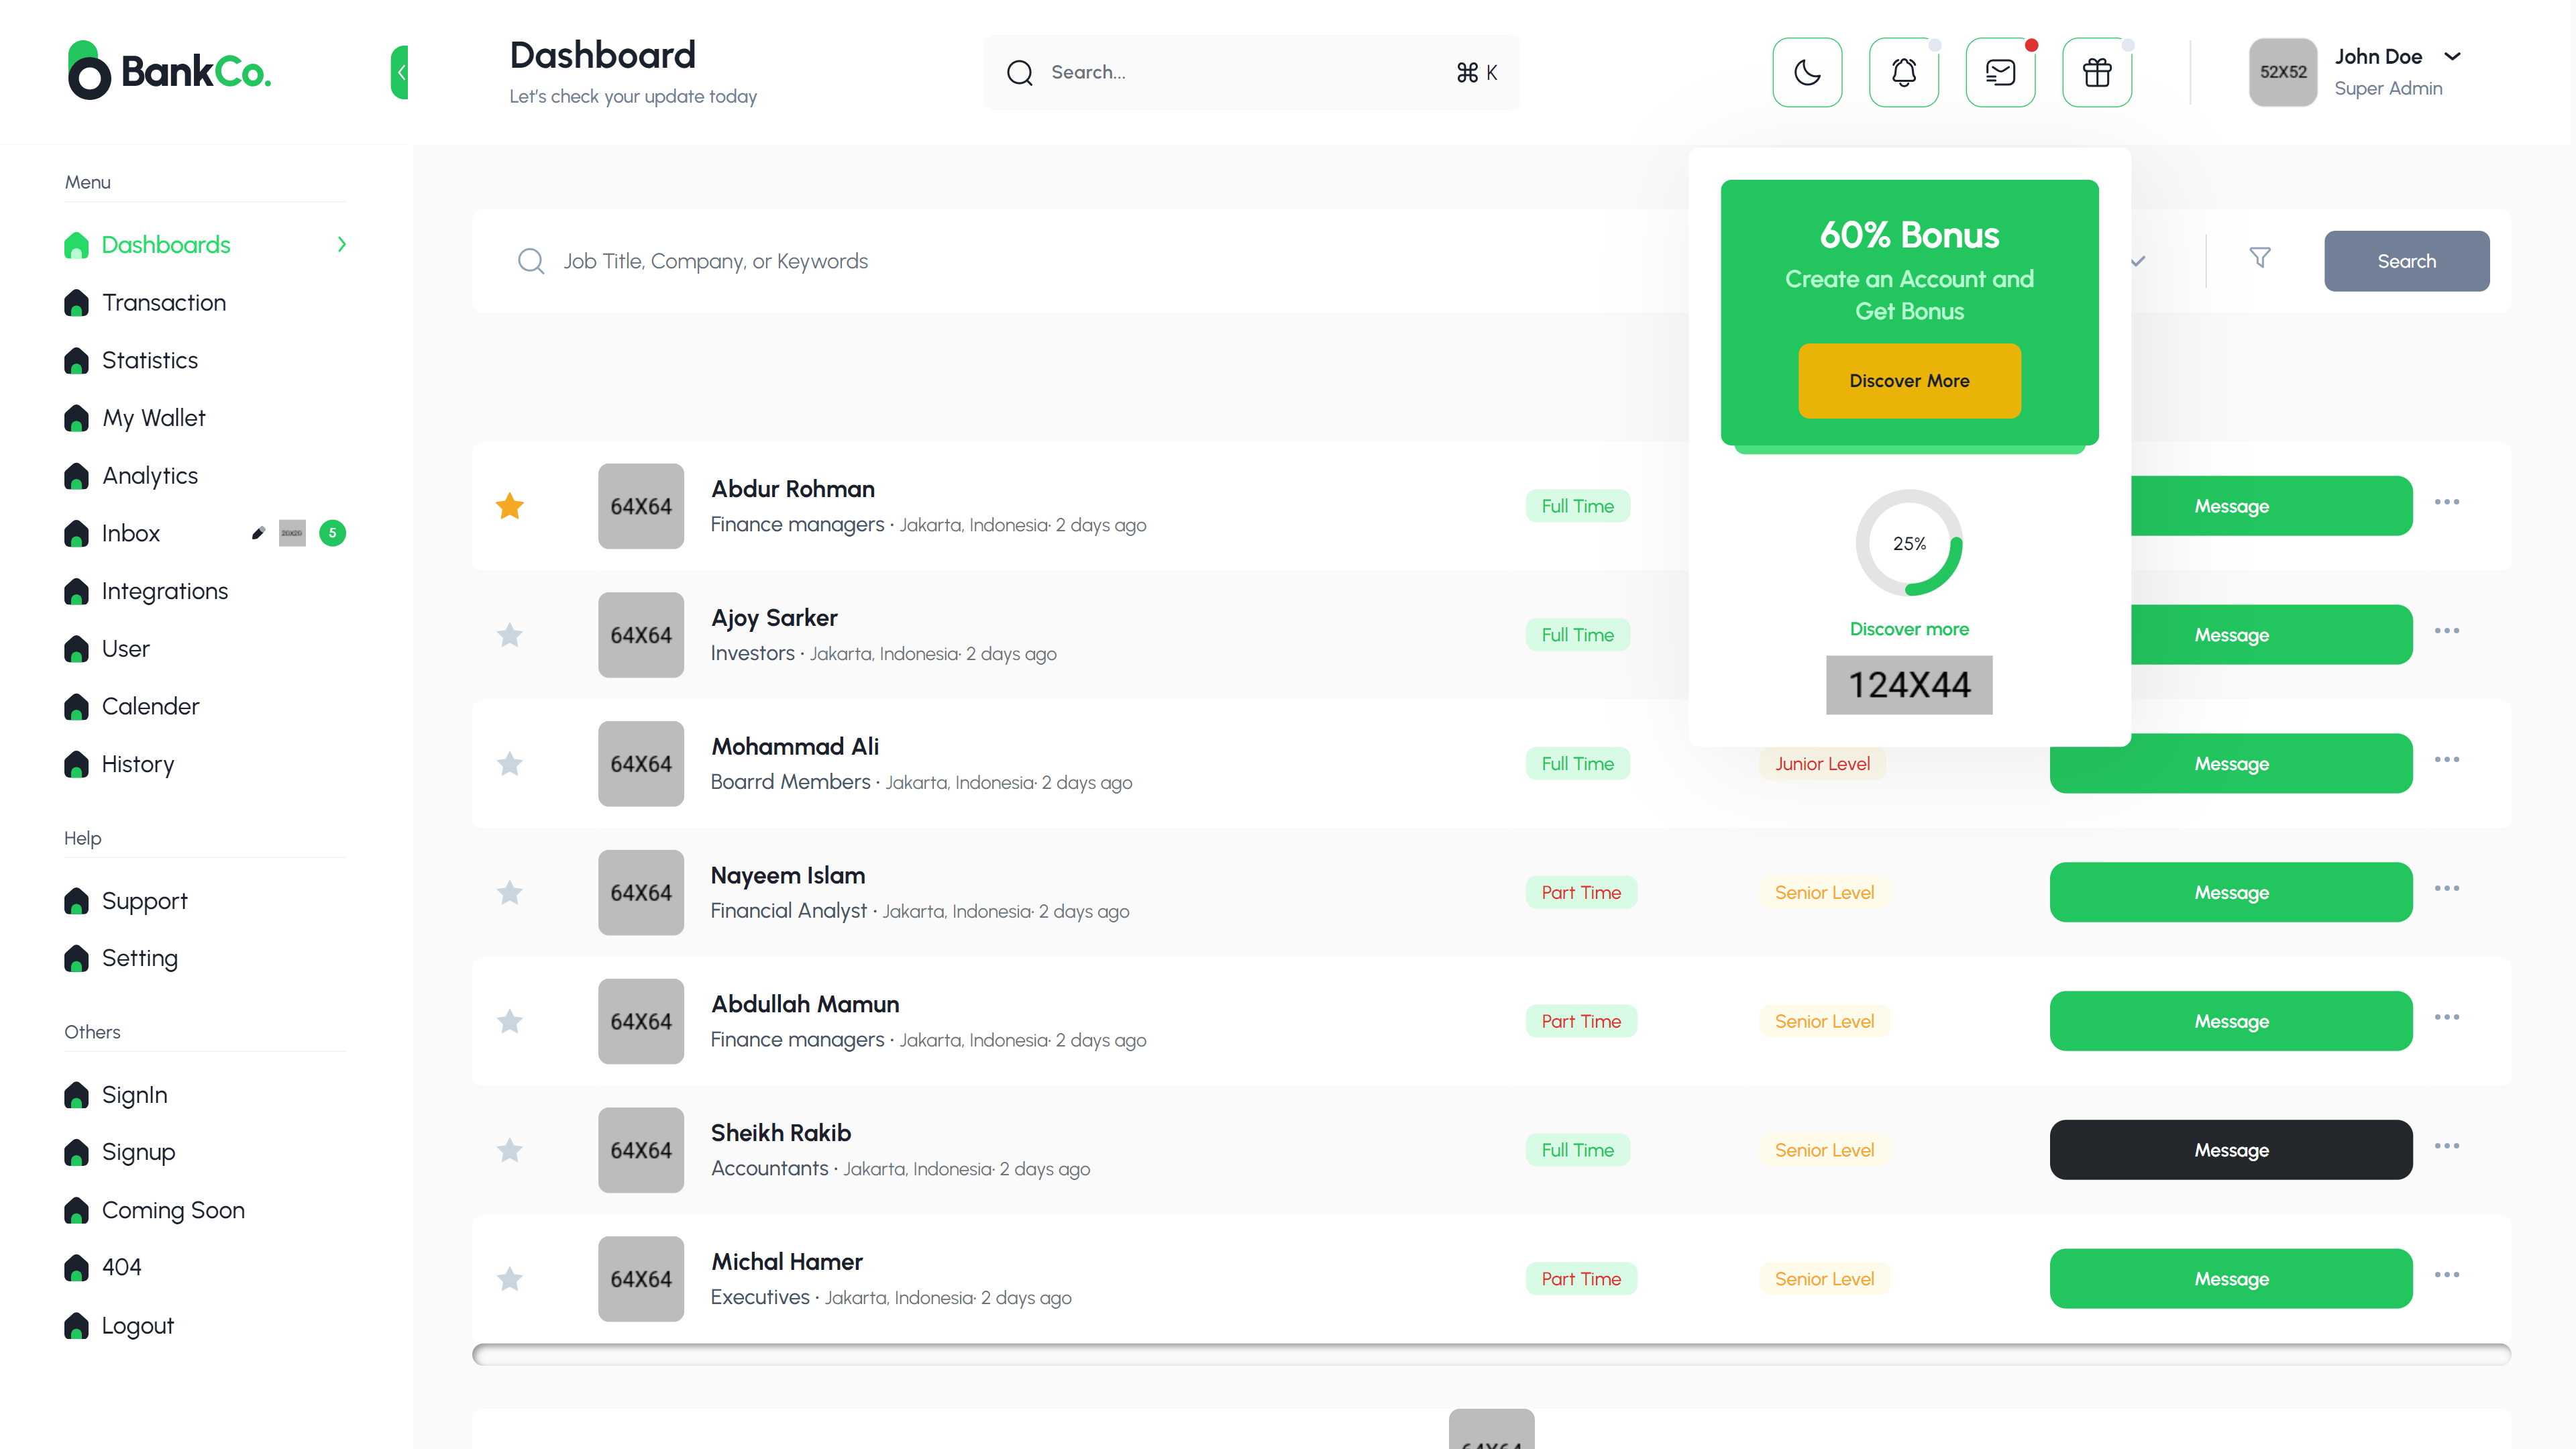 BankCo.
Dashboard
Let's check your update today
Search...
⌘ K
52X52
John Doe
Super Admin
Menu
Dashboards
Transaction
Statistics
My Wallet
Analytics
Inbox
5
Integrations
User
Calender
History
Help
Support
Setting
Others
SignIn
Signup
Coming Soon
404
Logout
Job Title, Company, or Keywords
Search
60% Bonus
Create an Account and
Get Bonus
Discover More
25%
Discover more
124X44
64X64
Abdur Rohman
Finance managers · Jakarta, Indonesia· 2 days ago
Full Time
Message
64X64
Ajoy Sarker
Investors · Jakarta, Indonesia· 2 days ago
Full Time
Message
64X64
Mohammad Ali
Boarrd Members · Jakarta, Indonesia· 2 days ago
Full Time
Junior Level
Message
64X64
Nayeem Islam
Financial Analyst · Jakarta, Indonesia· 2 days ago
Part Time
Senior Level
Message
64X64
Abdullah Mamun
Finance managers · Jakarta, Indonesia· 2 days ago
Part Time
Senior Level
Message
64X64
Sheikh Rakib
Accountants · Jakarta, Indonesia· 2 days ago
Full Time
Senior Level
Message
64X64
Michal Hamer
Executives · Jakarta, Indonesia· 2 days ago
Part Time
Senior Level
Message